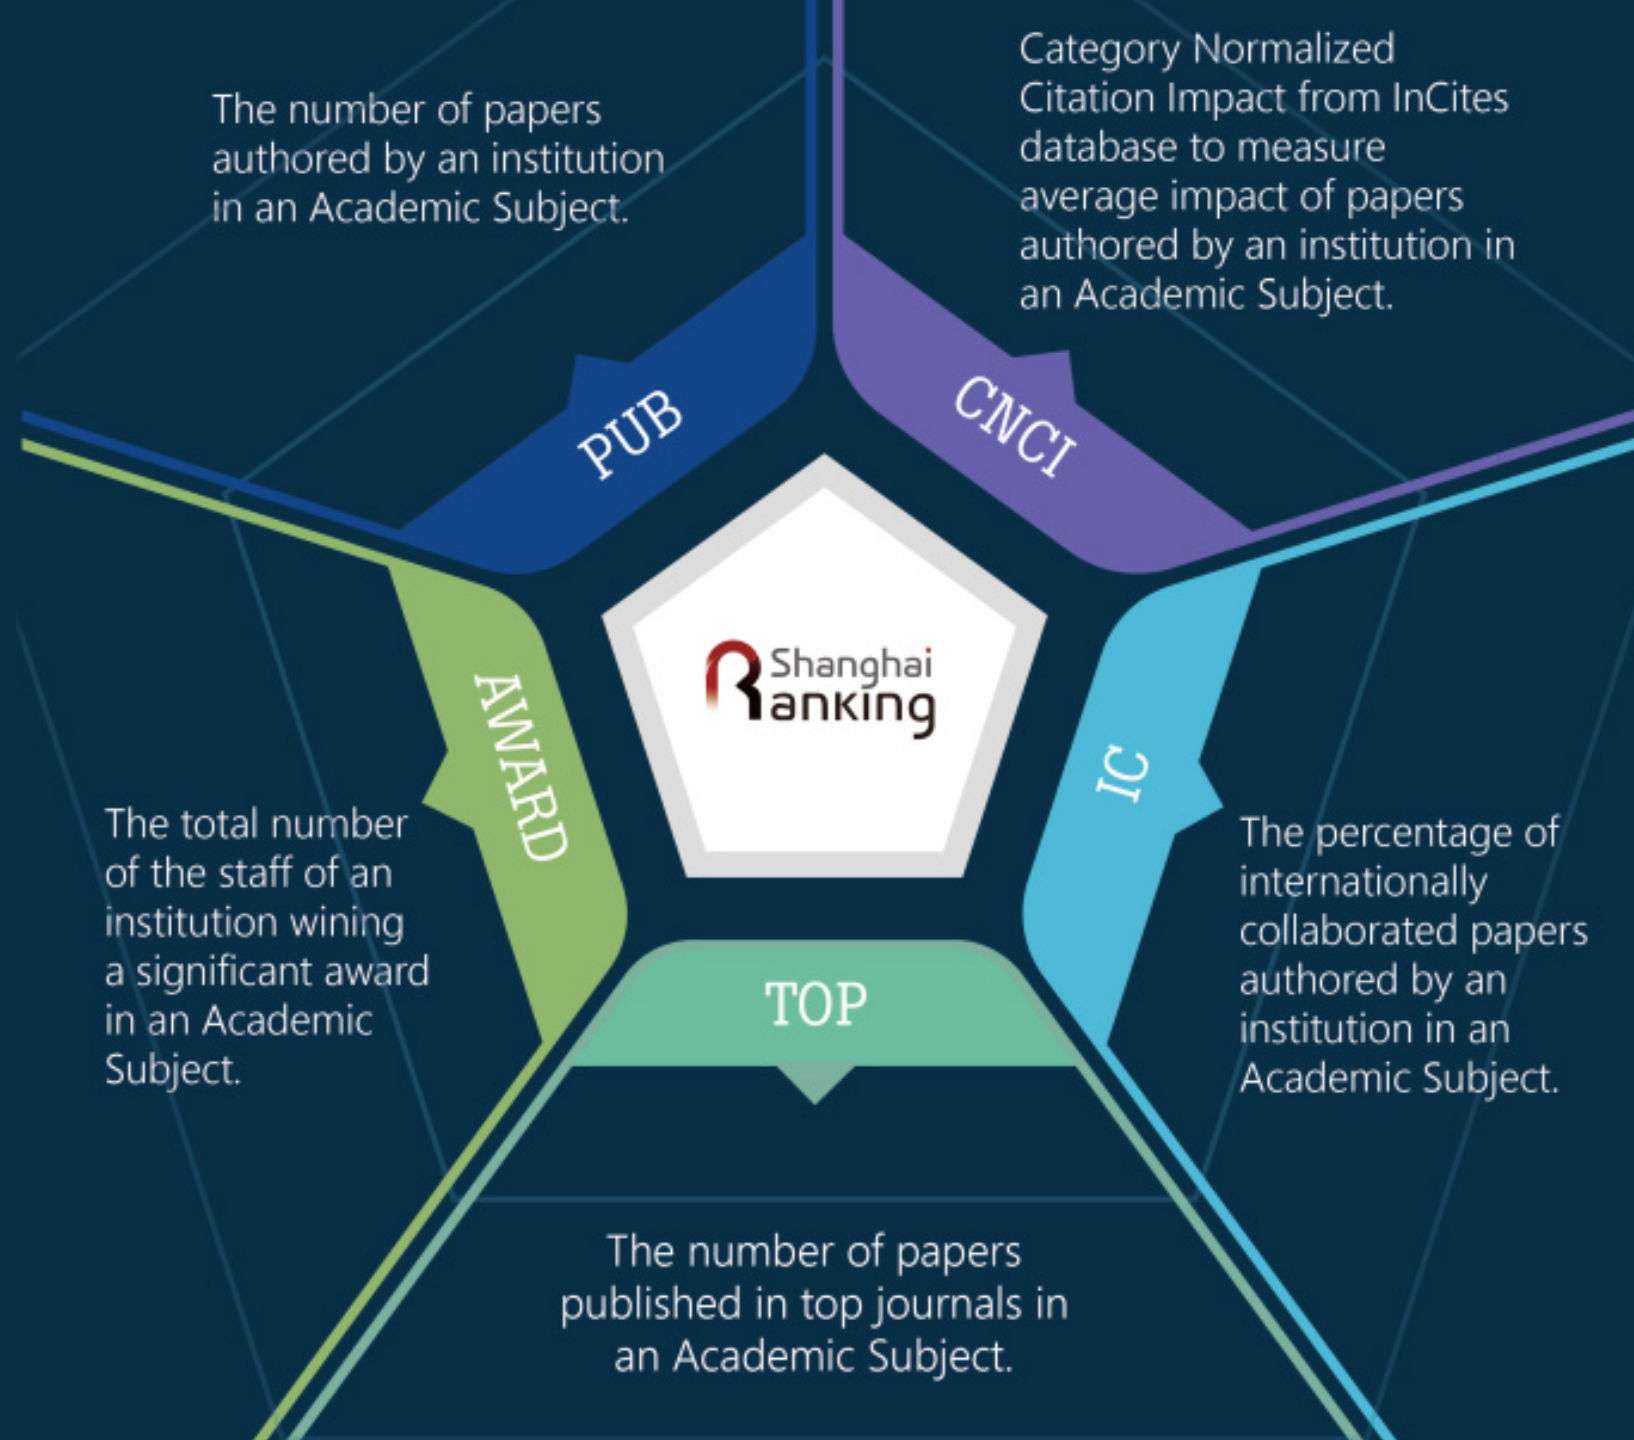 The number of papers
authored by an institution
in an Academic Subject.
Category Normalized
Citation Impact from InCites
database to measure
average impact of papers
authored by an institution in
an Academic Subject.
PUB
CNCI
Shanghai
Ranking
AWARD
IC
The total number
of the staff of an
institution wining
a significant award
in an Academic
Subject.
The percentage of
internationally
collaborated papers
authored by an
institution in an
Academic Subject.
TOP
The number of papers
published in top journals in
an Academic Subject.